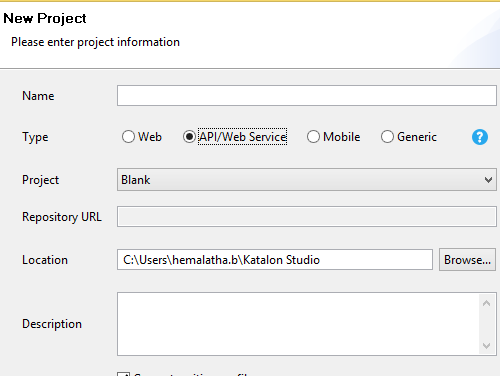 New Project
Please enter project information
Name
Type Web API/Web Service Mobile Generic ?
Project Blank
Repository URL
Location C:\Users\hemalatha.b\Katalon Studio Browse...
Description